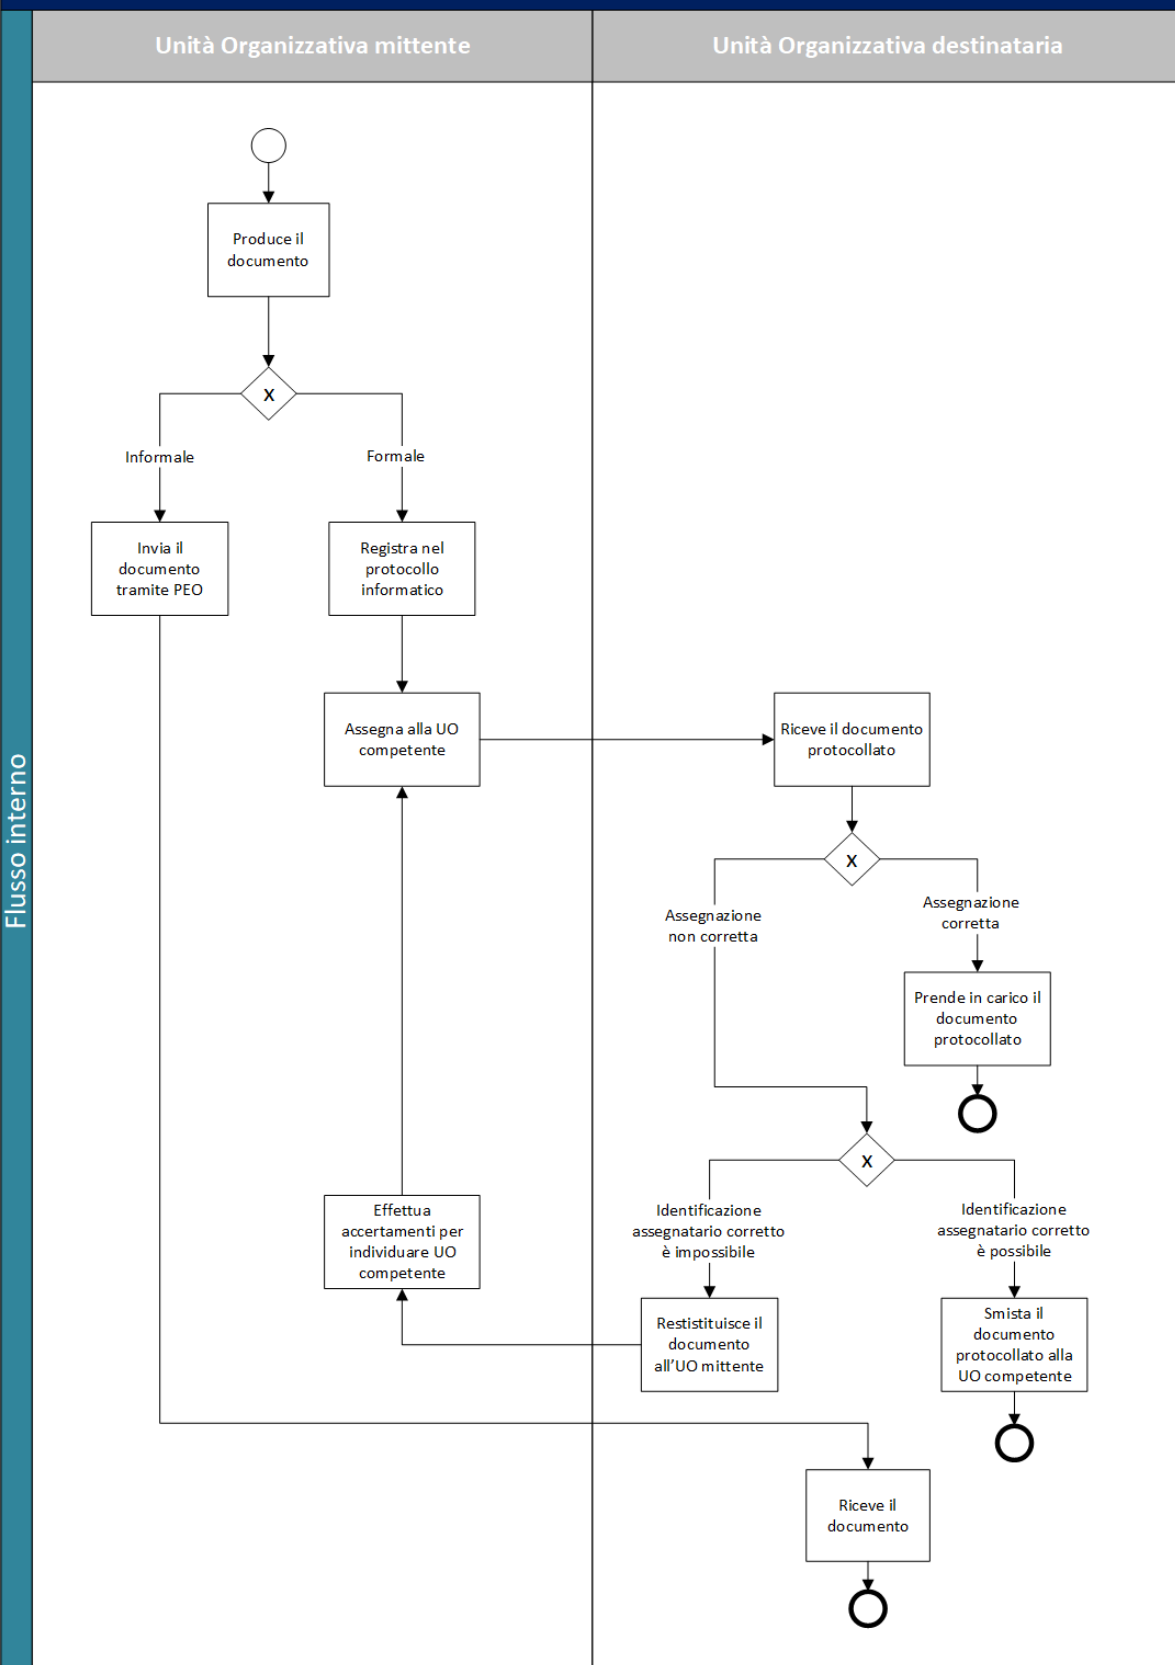 Unità Organizzativa mittente
Unità Organizzativa destinataria
Flusso interno
Produce il
documento
X
Informale
Formale
Invia il
documento
tramite PEO
Registra nel
protocollo
informatico
Assegna alla UO
competente
Riceve il documento
protocollato
X
Assegnazione
non corretta
Assegnazione
corretta
Prende in carico il
documento
protocollato
X
Identificazione
assegnatario corretto
è impossibile
Identificazione
assegnatario corretto
è possibile
Effettua
accertamenti per
individuare UO
competente
Restistituisce il
documento
all'UO mittente
Smista il
documento
protocollato alla
UO competente
Riceve il
documento